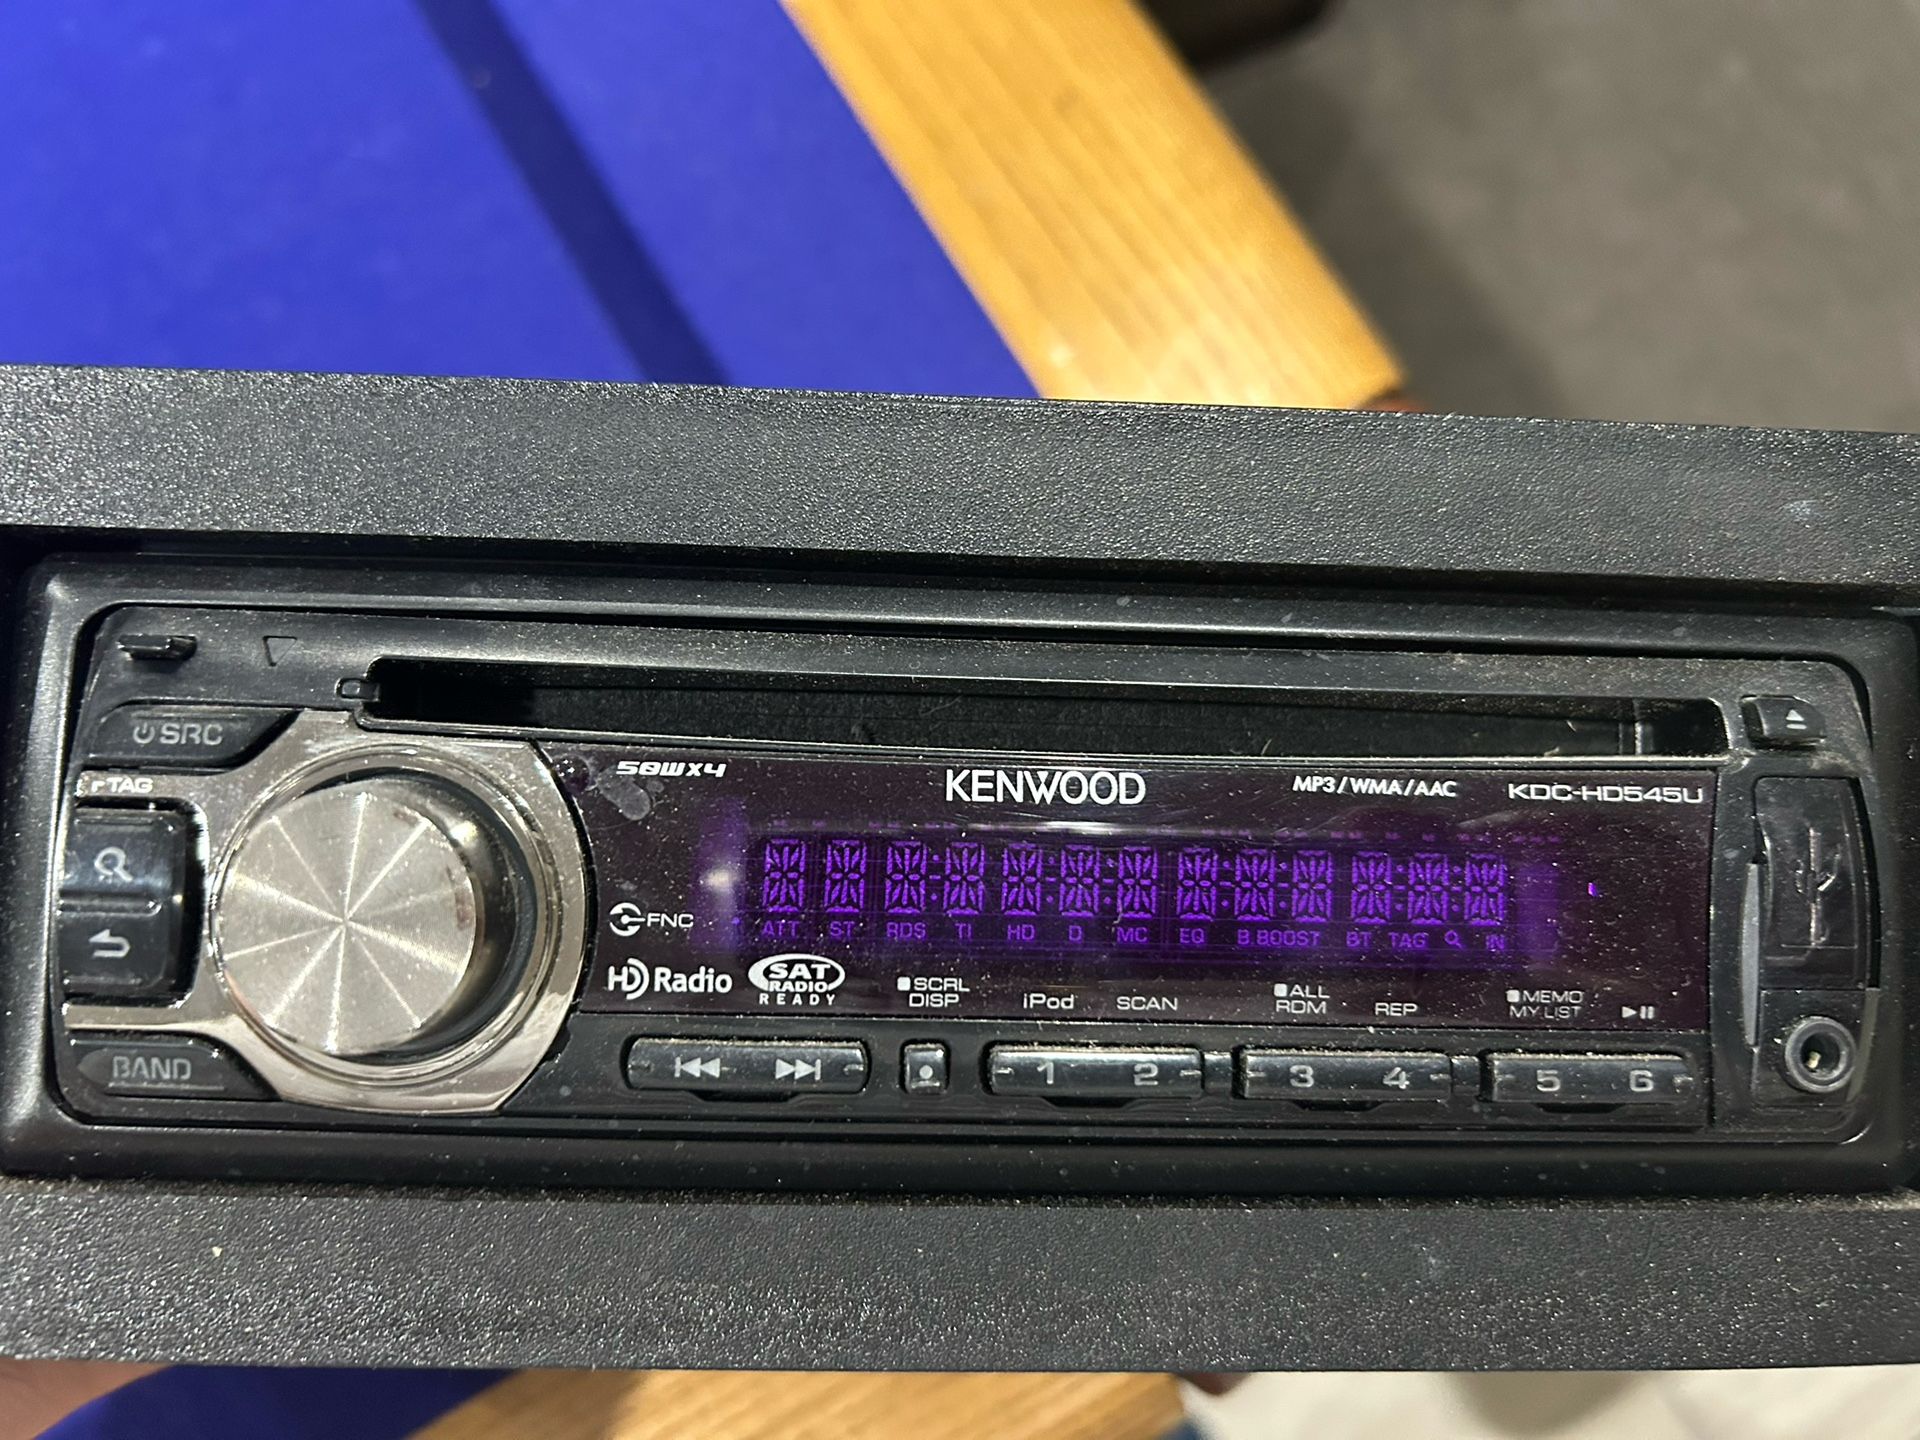 SRC
TAG
50WX4
KENWOOD
MP3/WMA/AAC
KDC-HD545U
FNC
ATT ST RDS TI HD D MC EQ B.BOOST BT TAG IN
HD Radio
SAT
RADIO
READY
SCRL
DISP
iPod
SCAN
ALL
RDM
REP
MEMO
MY LIST
BAND
1 2 3 4 5 6